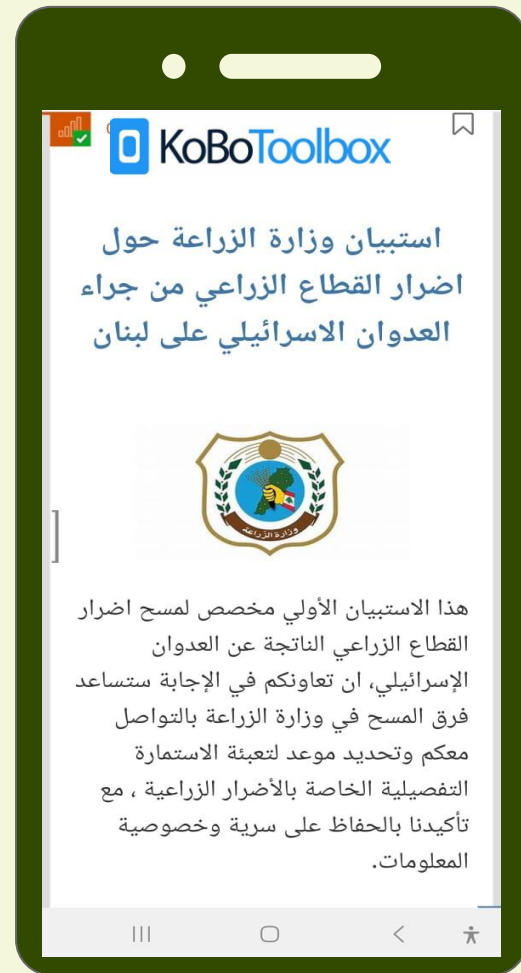 KoBoToolbox
استبيان وزارة الزراعة حول
اضرار القطاع الزراعي من جراء
العدوان الاسرائيلي على لبنان
وزارة الزراعة
هذا الاستبيان الأولي مخصص لمسح اضرار
القطاع الزراعي الناتجة عن العدوان
الإسرائيلي، ان تعاونكم في الإجابة ستساعد
فرق المسح في وزارة الزراعة بالتواصل
معكم وتحديد موعد لتعبئة الاستمارة
التفصيلية الخاصة بالأضرار الزراعية ، مع
تأكيدنا بالحفاظ على سرية وخصوصية
المعلومات.